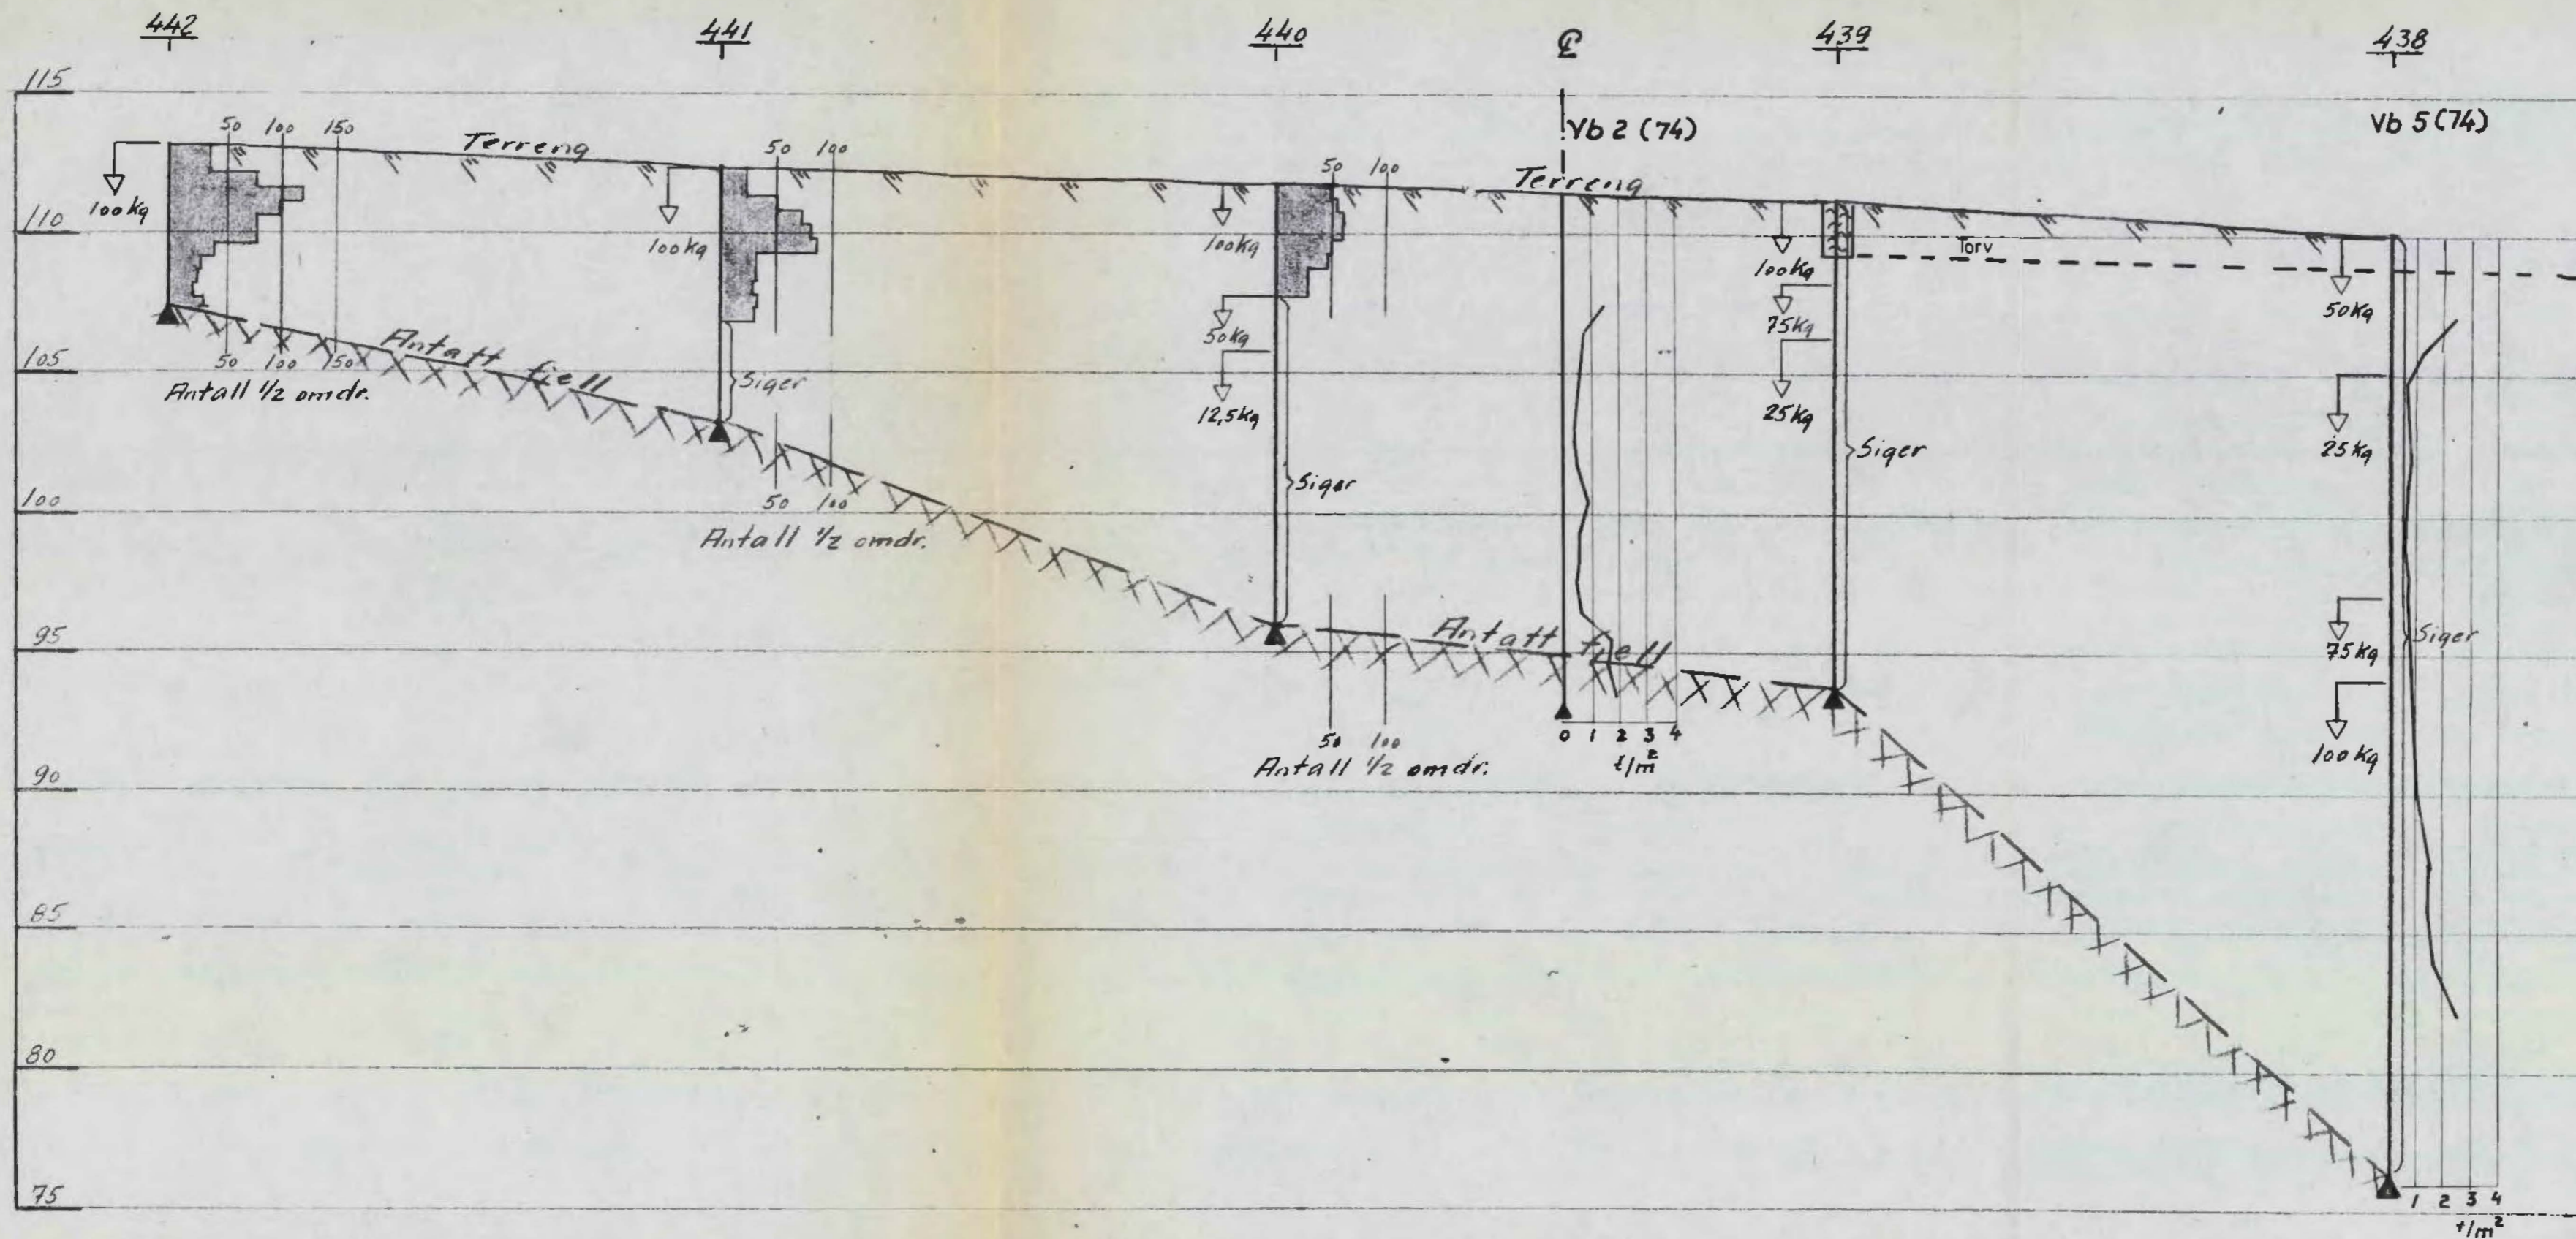 442
441
440
℄
439
438
115
Vb 2 (74)
Vb 5 (74)
50 100 150
Terreng
50 100
50 100
Terreng
100 kg
100 kg
100 kg
100 kg
Torv
110
50 kg
75 kg
50 kg
105
Antatt fjell
50 100 150
Antall 1/2 omdr.
Siger
12,5 kg
25 kg
25 kg
Siger
Siger
100
50 100
Antall 1/2 omdr.
95
Antatt fjell
75 kg
Siger
50 100
Antall 1/2 omdr.
0 1 2 3 4
t/m²
100 kg
90
85
80
75
1 2 3 4
t/m²